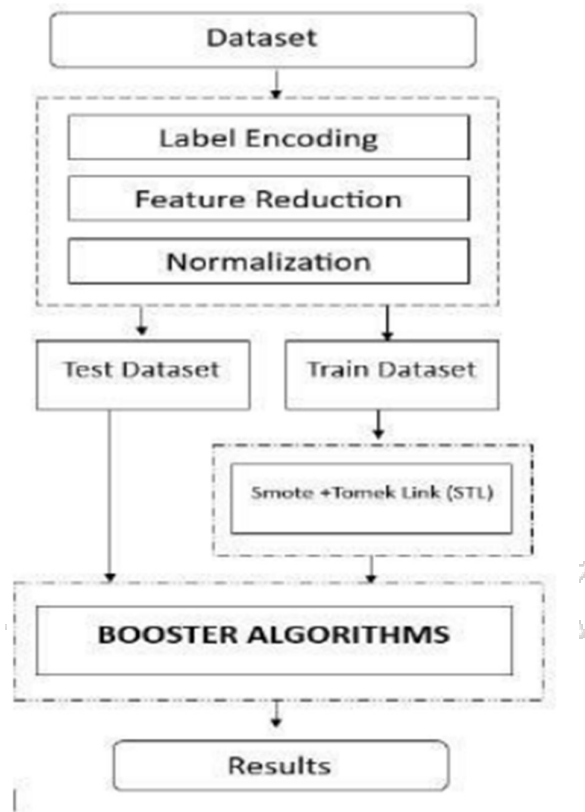 Dataset
Label Encoding
Feature Reduction
Normalization
Test Dataset
Train Dataset
Smote +Tomek Link (STL)
BOOSTER ALGORITHMS
Results